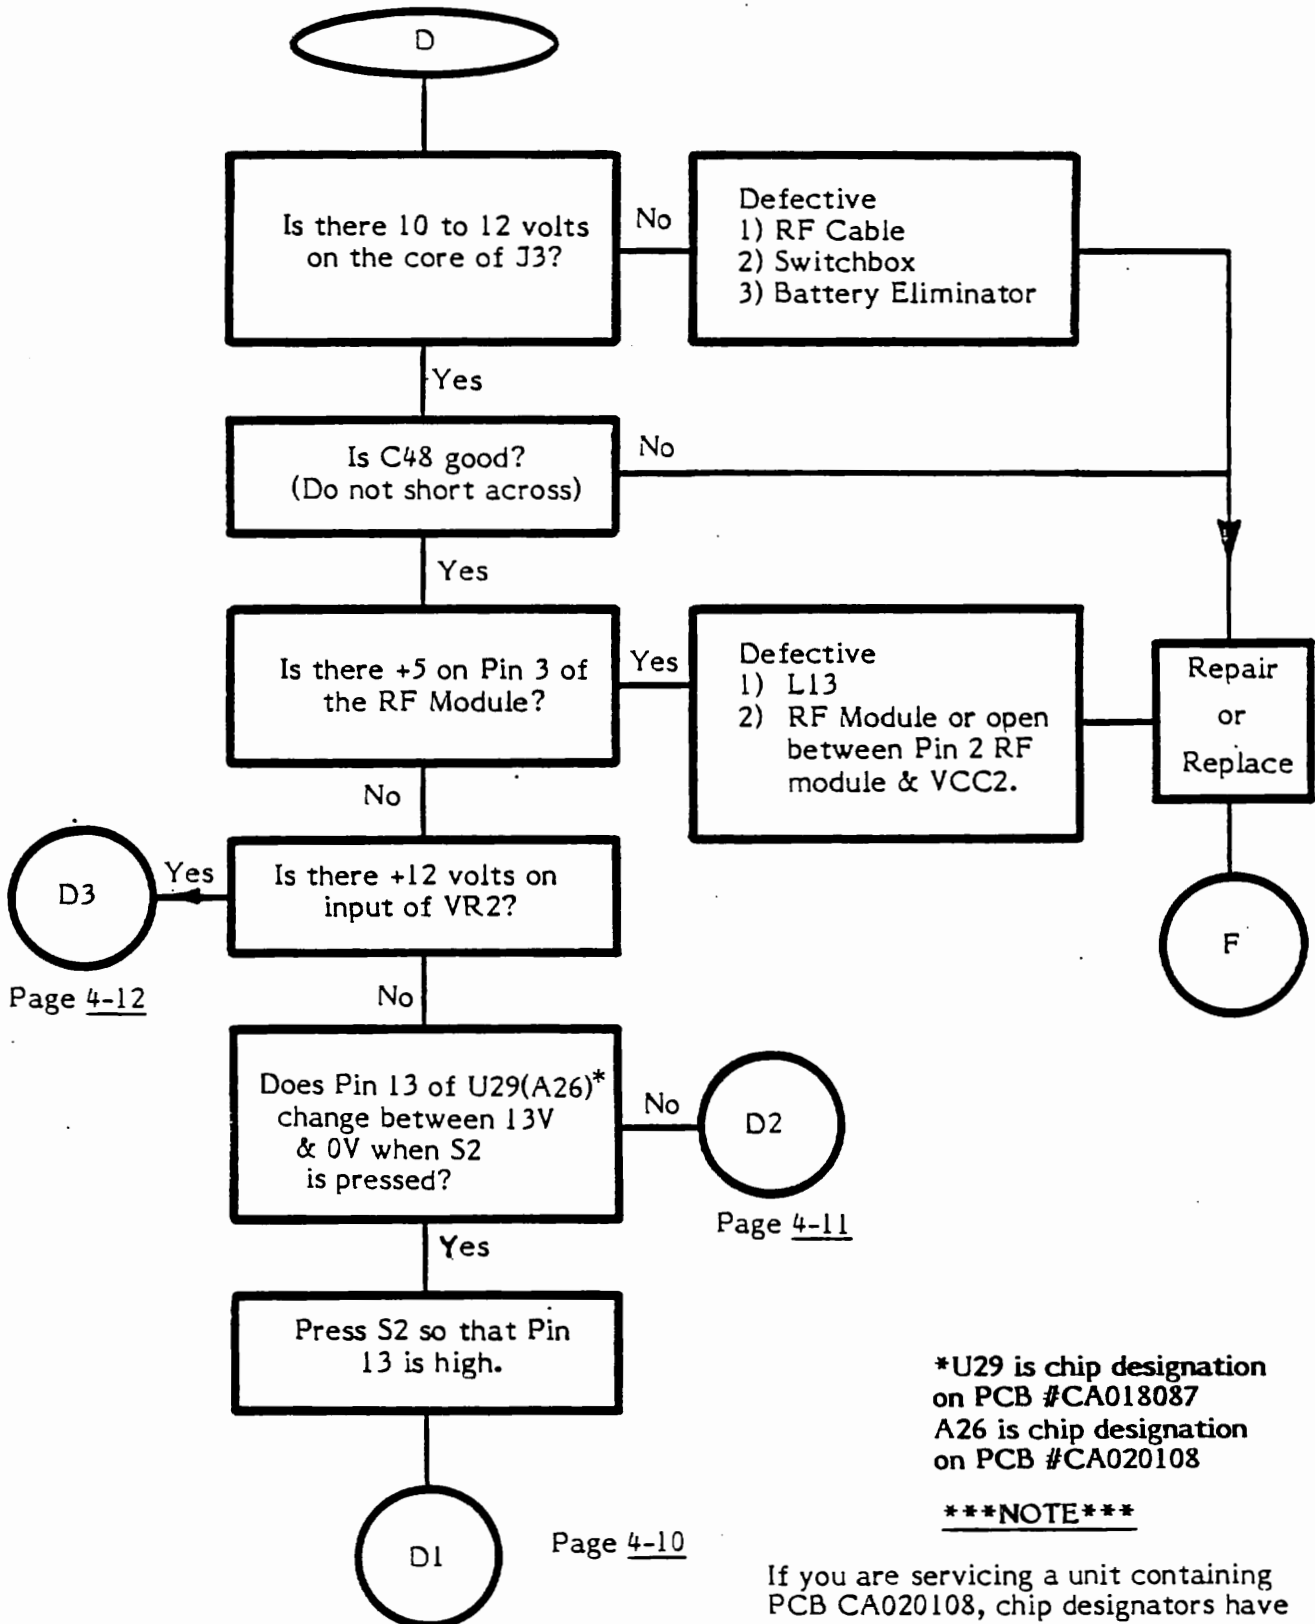 D
Is there 10 to 12 volts
on the core of J3?
No
Defective
1) RF Cable
2) Switchbox
3) Battery Eliminator
Yes
Is C48 good?
(Do not short across)
No
Yes
Is there +5 on Pin 3 of
the RF Module?
Yes
Defective
1) L13
2) RF Module or open
between Pin 2 RF
module & VCC2.
Repair
or
Replace
F
No
Is there +12 volts on
input of VR2?
Yes
D3
Page 4-12
No
Does Pin 13 of U29(A26)*
change between 13V
& 0V when S2
is pressed?
No
D2
Page 4-11
Yes
Press S2 so that Pin
13 is high.
D1
Page 4-10
*U29 is chip designation
on PCB #CA018087
A26 is chip designation
on PCB #CA020108
***NOTE***
If you are servicing a unit containing
PCB CA020108, chip designators have